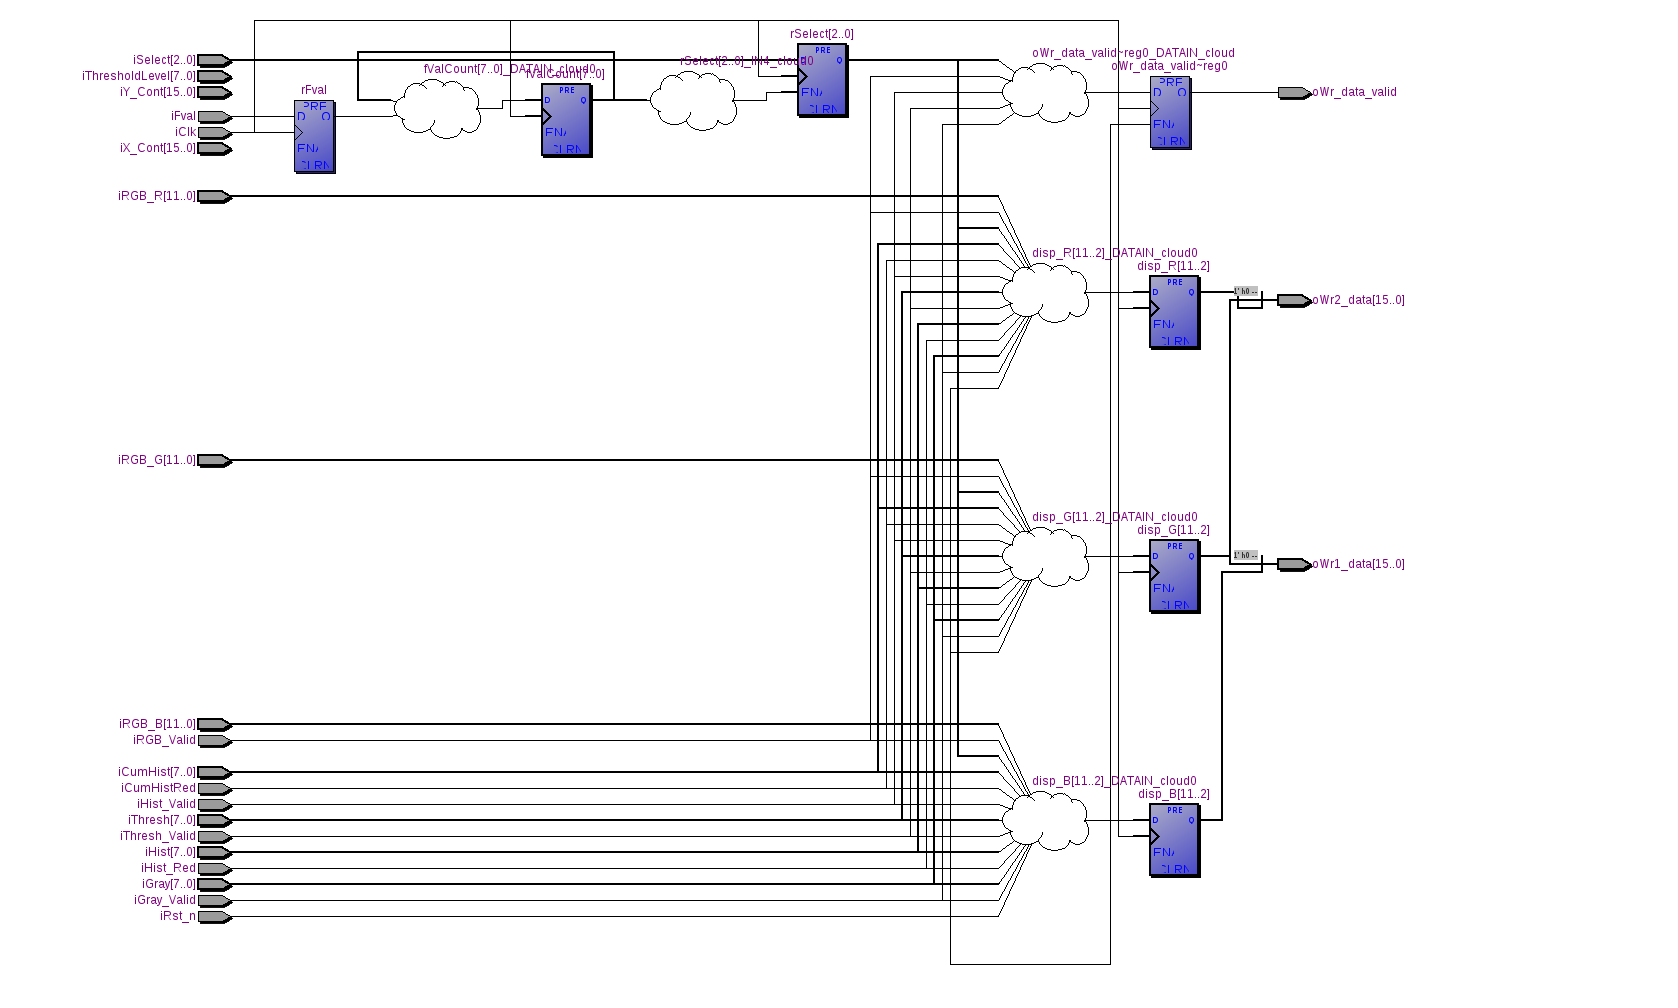 rSelect[2..0]
iSelect[2..0]
PRE
Q
rSelect[2..0]_IN4_cloud0
ENA
CLRN
oWr_data_valid~reg0_DATAIN_cloud
oWr_data_valid~reg0
PRE
D
Q
ENA
CLRN
oWr_data_valid
iThresholdLevel[7..0]
fValCount[7..0]_DATAIN_cloud0
fValCount[7..0]
PRE
D
Q
ENA
CLRN
iY_Cont[15..0]
rFval
PRE
D
Q
ENA
CLRN
iFval
iClk
iX_Cont[15..0]
iRGB_R[11..0]
disp_R[11..2]_DATAIN_cloud0
disp_R[11..2]
PRE
D
Q
ENA
CLRN
1' h0 --
oWr2_data[15..0]
iRGB_G[11..0]
disp_G[11..2]_DATAIN_cloud0
disp_G[11..2]
PRE
D
Q
ENA
CLRN
1' h0 --
oWr1_data[15..0]
iRGB_B[11..0]
iRGB_Valid
iCumHist[7..0]
iCumHistRed
iHist_Valid
iThresh[7..0]
iThresh_Valid
iHist[7..0]
iHist_Red
iGray[7..0]
iGray_Valid
iRst_n
disp_B[11..2]_DATAIN_cloud0
disp_B[11..2]
PRE
D
Q
ENA
CLRN